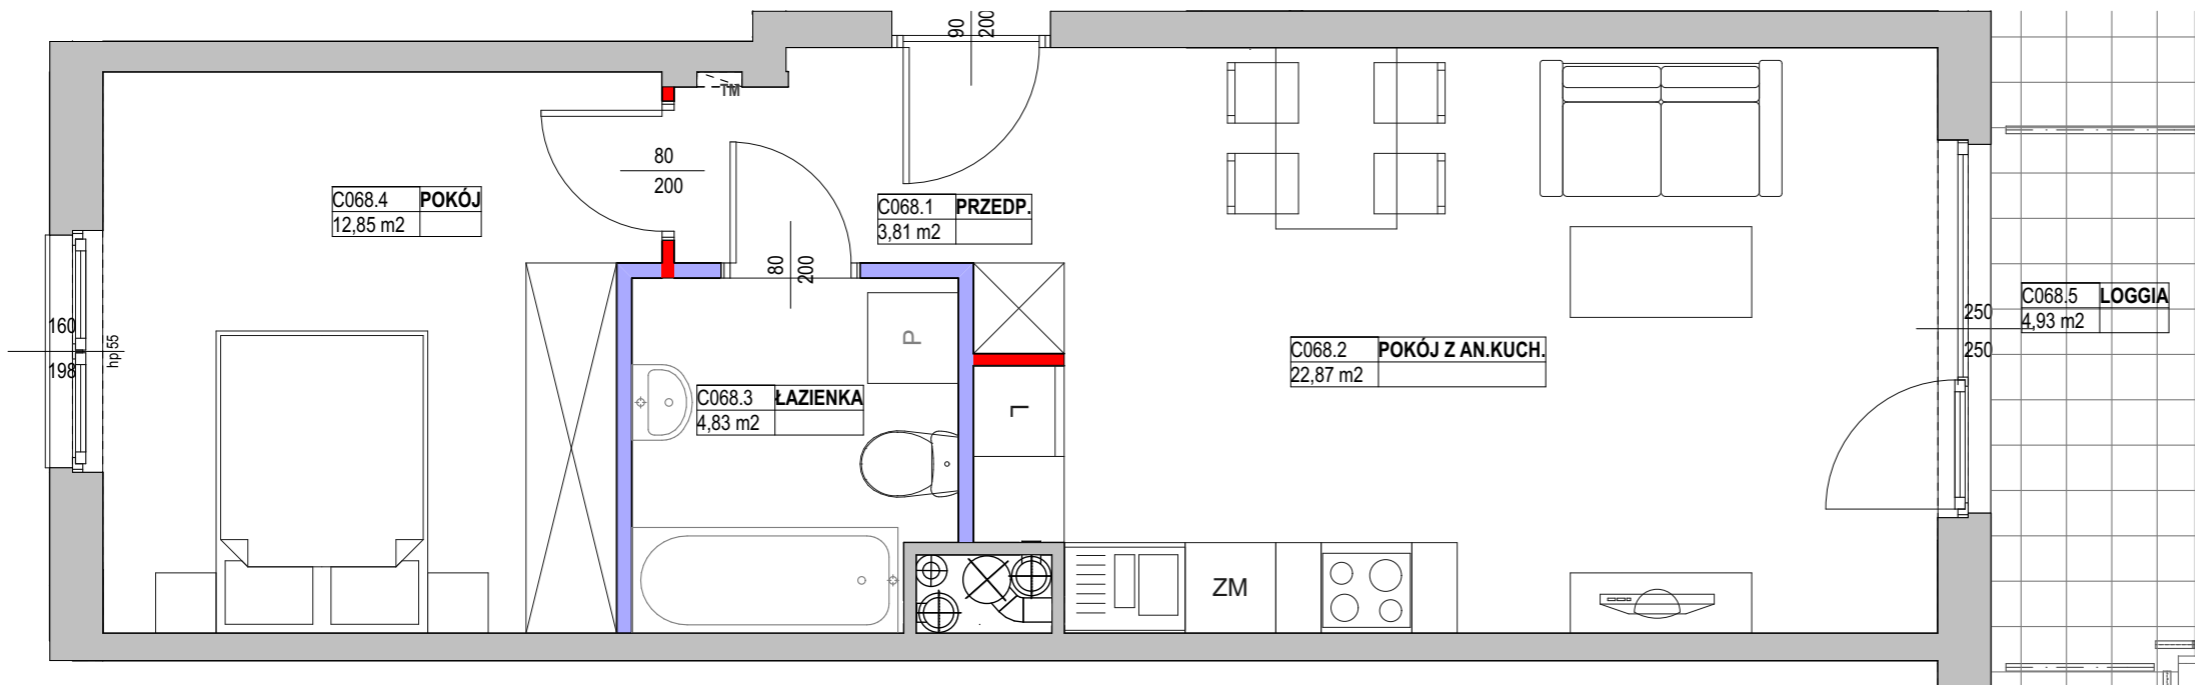 90
200
TM
80
200
C068.4 POKÓJ
12,85 m2
C068.1 PRZEDP.
3,81 m2
80
200
160
198
hp 55
P
C068.3 ŁAZIENKA
4,83 m2
L
C068.2 POKÓJ Z AN.KUCH.
22,87 m2
250
250
C068.5 LOGGIA
4,93 m2
ZM